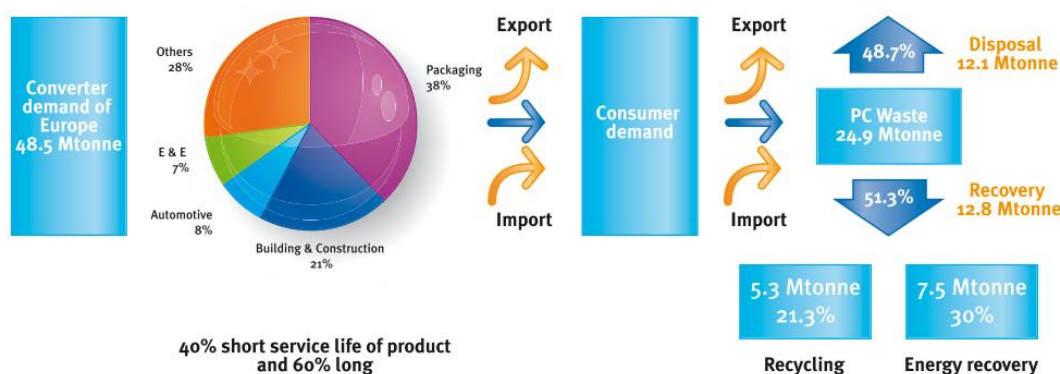 Converter
demand of
Europe
48.5 Mtonne
Others
28%
Packaging
38%
E & E
7%
Automotive
8%
Building & Construction
21%
40% short service life of product
and 60% long
Export
Import
Consumer
demand
Export
Import
48.7%
Disposal
12.1 Mtonne
PC Waste
24.9 Mtonne
51.3%
Recovery
12.8 Mtonne
5.3 Mtonne
21.3%
Recycling
7.5 Mtonne
30%
Energy recovery